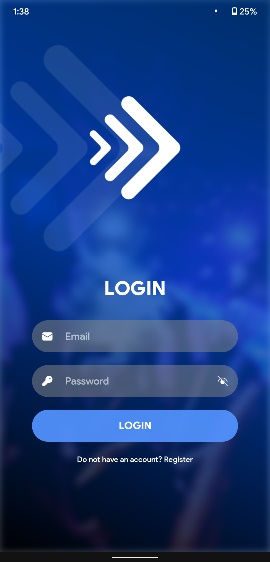 1:38
25%
LOGIN
Email
Password
LOGIN
Do not have an account? Register